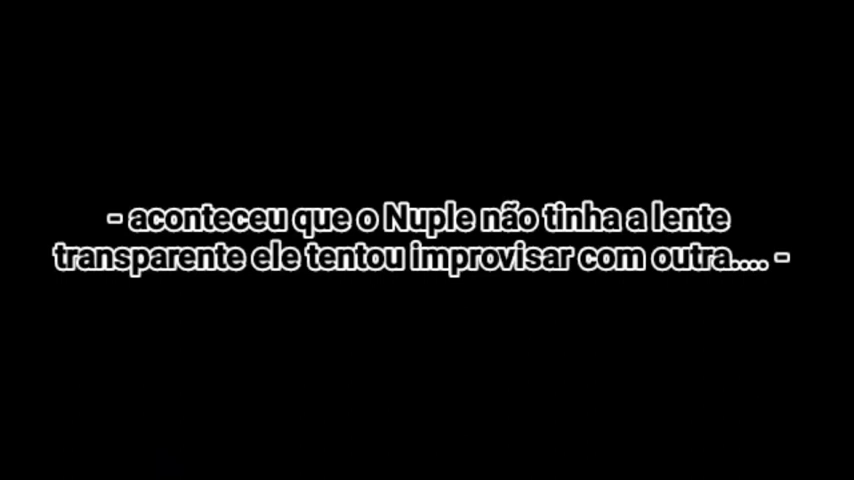 - aconteceu que o Nuple não tinha a lente
transparente ele tentou improvisar com outra.... -